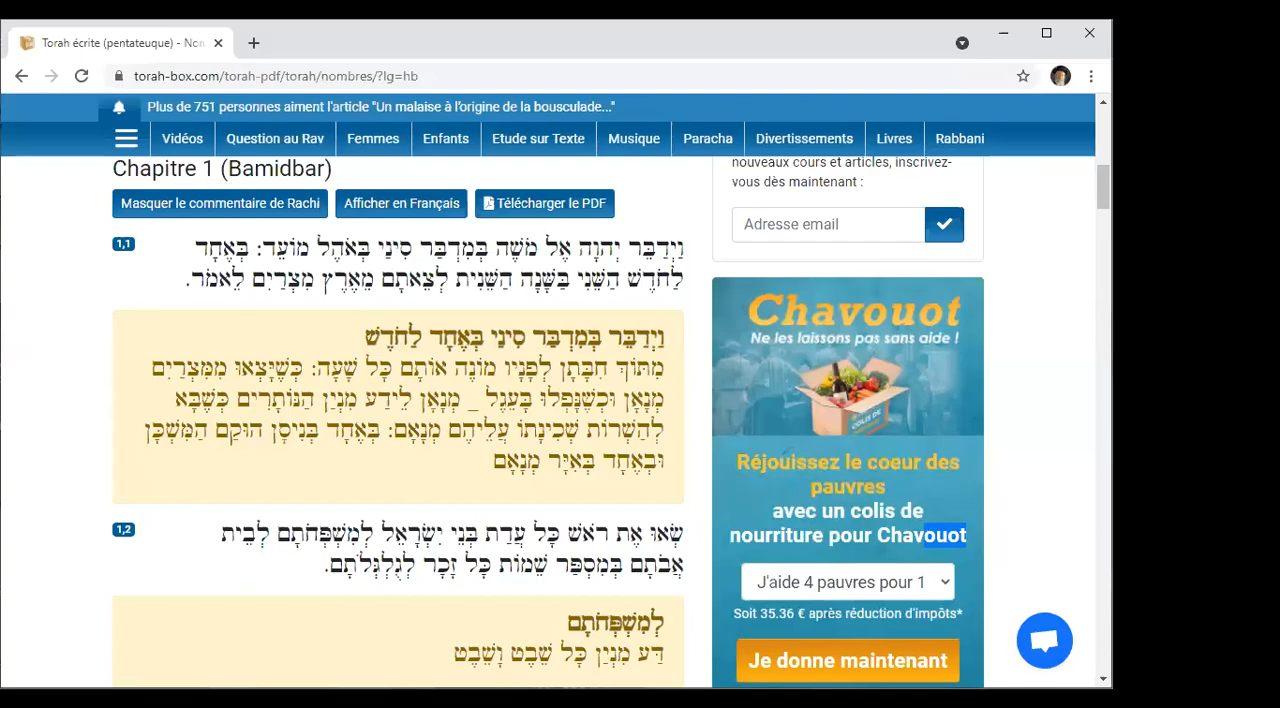 Torah écrite (pentateuque) - Non
torah-box.com/torah-pdf/torah/nombres/?lg=hb
Plus de 751 personnes aiment l'article "Un malaise à l'origine de la bousculade..."
Vidéos Question au Rav Femmes Enfants Etude sur Texte Musique Paracha Divertissements Livres Rabbani
Chapitre 1 (Bamidbar)
Masquer le commentaire de Rachi Afficher en Français Télécharger le PDF
1,1
וַיְדַבֵּר יְהוָה אֶל מֹשֶׁה בְּמִדְבַּר סִינַי בְּאֹהֶל מוֹעֵד: בְּאֶחָד
לַחֹדֶשׁ הַשֵּׁנִי בַּשָּׁנָה הַשֵּׁנִית לְצֵאתָם מֵאֶרֶץ מִצְרַיִם לֵאמֹר.
וַיְדַבֵּר בְּמִדְבַּר סִינַי בְּאֶחָד לַחֹדֶשׁ
מִתּוֹךְ חִבָּתָן לְפָנָיו מוֹנֶה אוֹתָם כָּל שָׁעָה: כְּשֶׁיָּצְאוּ מִמִּצְרַיִם
מְנָאָן וּכְשֶׁנָּפְלוּ בָּעֵגֶל _ מְנָאָן לֵידַע מִנְיַן הַנּוֹתָרִים כְּשֶׁבָּא
לְהַשְׁרוֹת שְׁכִינָתוֹ עֲלֵיהֶם מְנָאָם: בְּאֶחָד בְּנִיסָן הוּקַם הַמִּשְׁכָּן
וּבְאֶחָד בְּאִיָּר מְנָאָם
1,2
שְׂאוּ אֶת רֹאשׁ כָּל עֲדַת בְּנֵי יִשְׂרָאֵל לְמִשְׁפְּחֹתָם לְבֵית
אֲבֹתָם בְּמִסְפַּר שֵׁמוֹת כָּל זָכָר לְגֻלְגְּלֹתָם.
לְמִשְׁפְּחֹתָם
דַּע מִנְיַן כָּל שֵׁבֶט וָשֵׁבֶט
nouveaux cours et articles, inscrivez-
vous dès maintenant :
Adresse email
Chavouot
Ne les laissons pas sans aide !
COLIS DE
Réjouissez le coeur des
pauvres
avec un colis de
nourriture pour Chavouot
J'aide 4 pauvres pour 1
Soit 35.36 € après réduction d'impôts*
Je donne maintenant